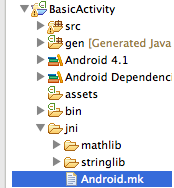 BasicActivity
src
gen [Generated Java
Android 4.1
Android Dependenc
assets
bin
jni
mathlib
stringlib
Android.mk